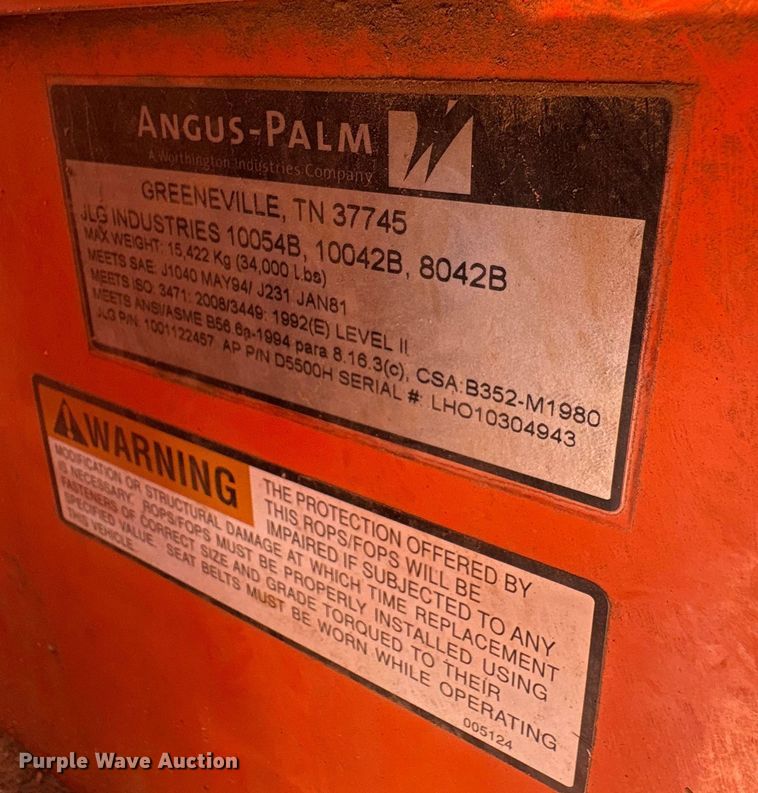 ANGUS-PALM
A Worthington Industries Company
GREENEVILLE, TN 37745
JLG INDUSTRIES 10054B, 10042B, 8042B
MAX WEIGHT: 15,422 Kg (34,000 Lbs)
MEETS SAE: J1040 MAY94/ J231 JAN81
MEETS ISO: 3471: 2008/3449: 1992(E) LEVEL II
MEETS ANSI/ASME B56.6a-1994 para 8.16.3(c), CSA:B352-M1980
JLG P/N: 1001122457 AP P/N D5500H SERIAL #: LHO10304943
WARNING
THE PROTECTION OFFERED BY
THIS ROPS/FOPS WILL BE
IMPAIRED IF SUBJECTED TO ANY
MODIFICATION OR STRUCTURAL DAMAGE AT WHICH TIME REPLACEMENT
IS NECESSARY. ROPS/FOPS MUST BE PROPERLY INSTALLED USING
FASTENERS OF CORRECT SIZE AND GRADE TORQUED TO THEIR
SPECIFIED VALUE. SEAT BELTS MUST BE WORN WHILE OPERATING
THIS VEHICLE.
005124
Purple Wave Auction